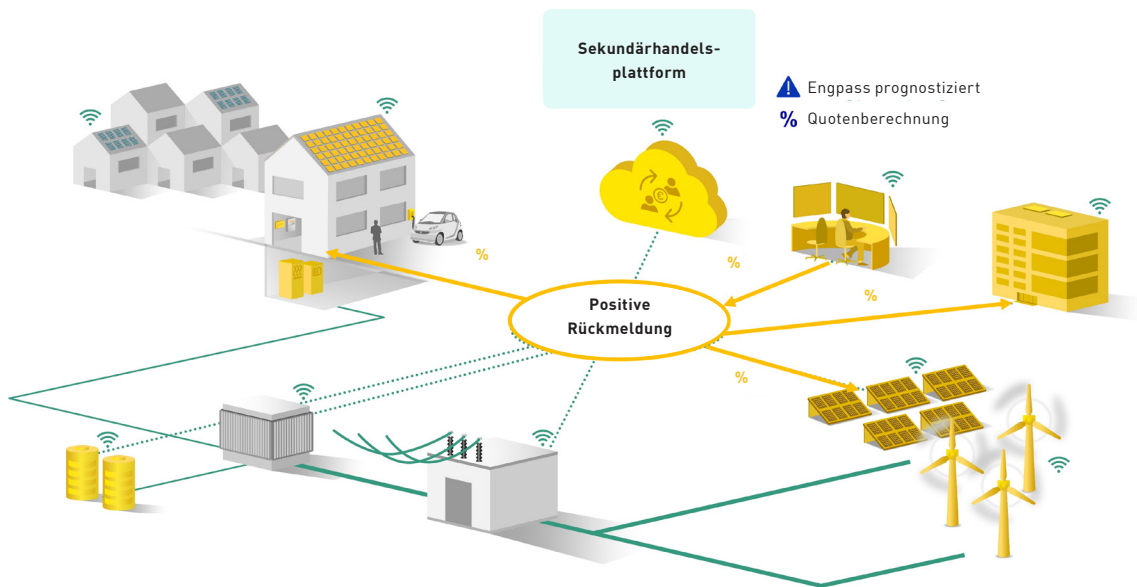 Sekundärhandels-
plattform
Engpass prognostiziert
% Quotenberechnung
%
%
%
Positive
Rückmeldung
%
€